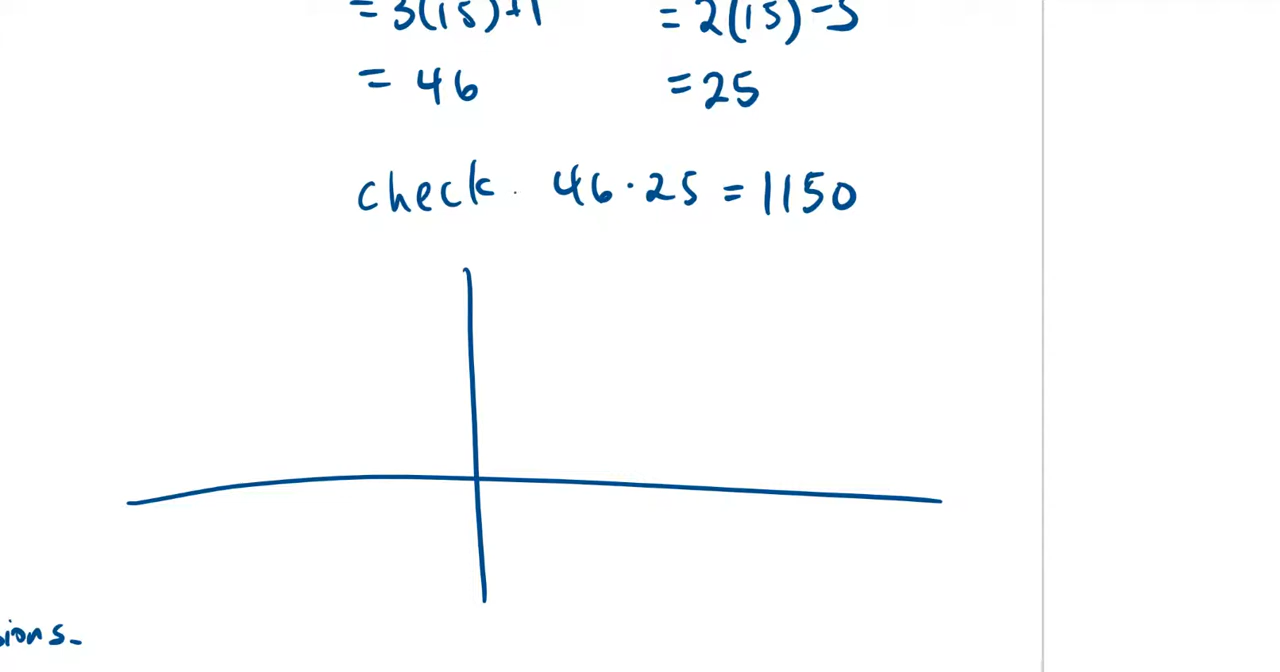 = 3(15)+1 = 2(15)-5
= 46 = 25
check. 46·25 = 1150